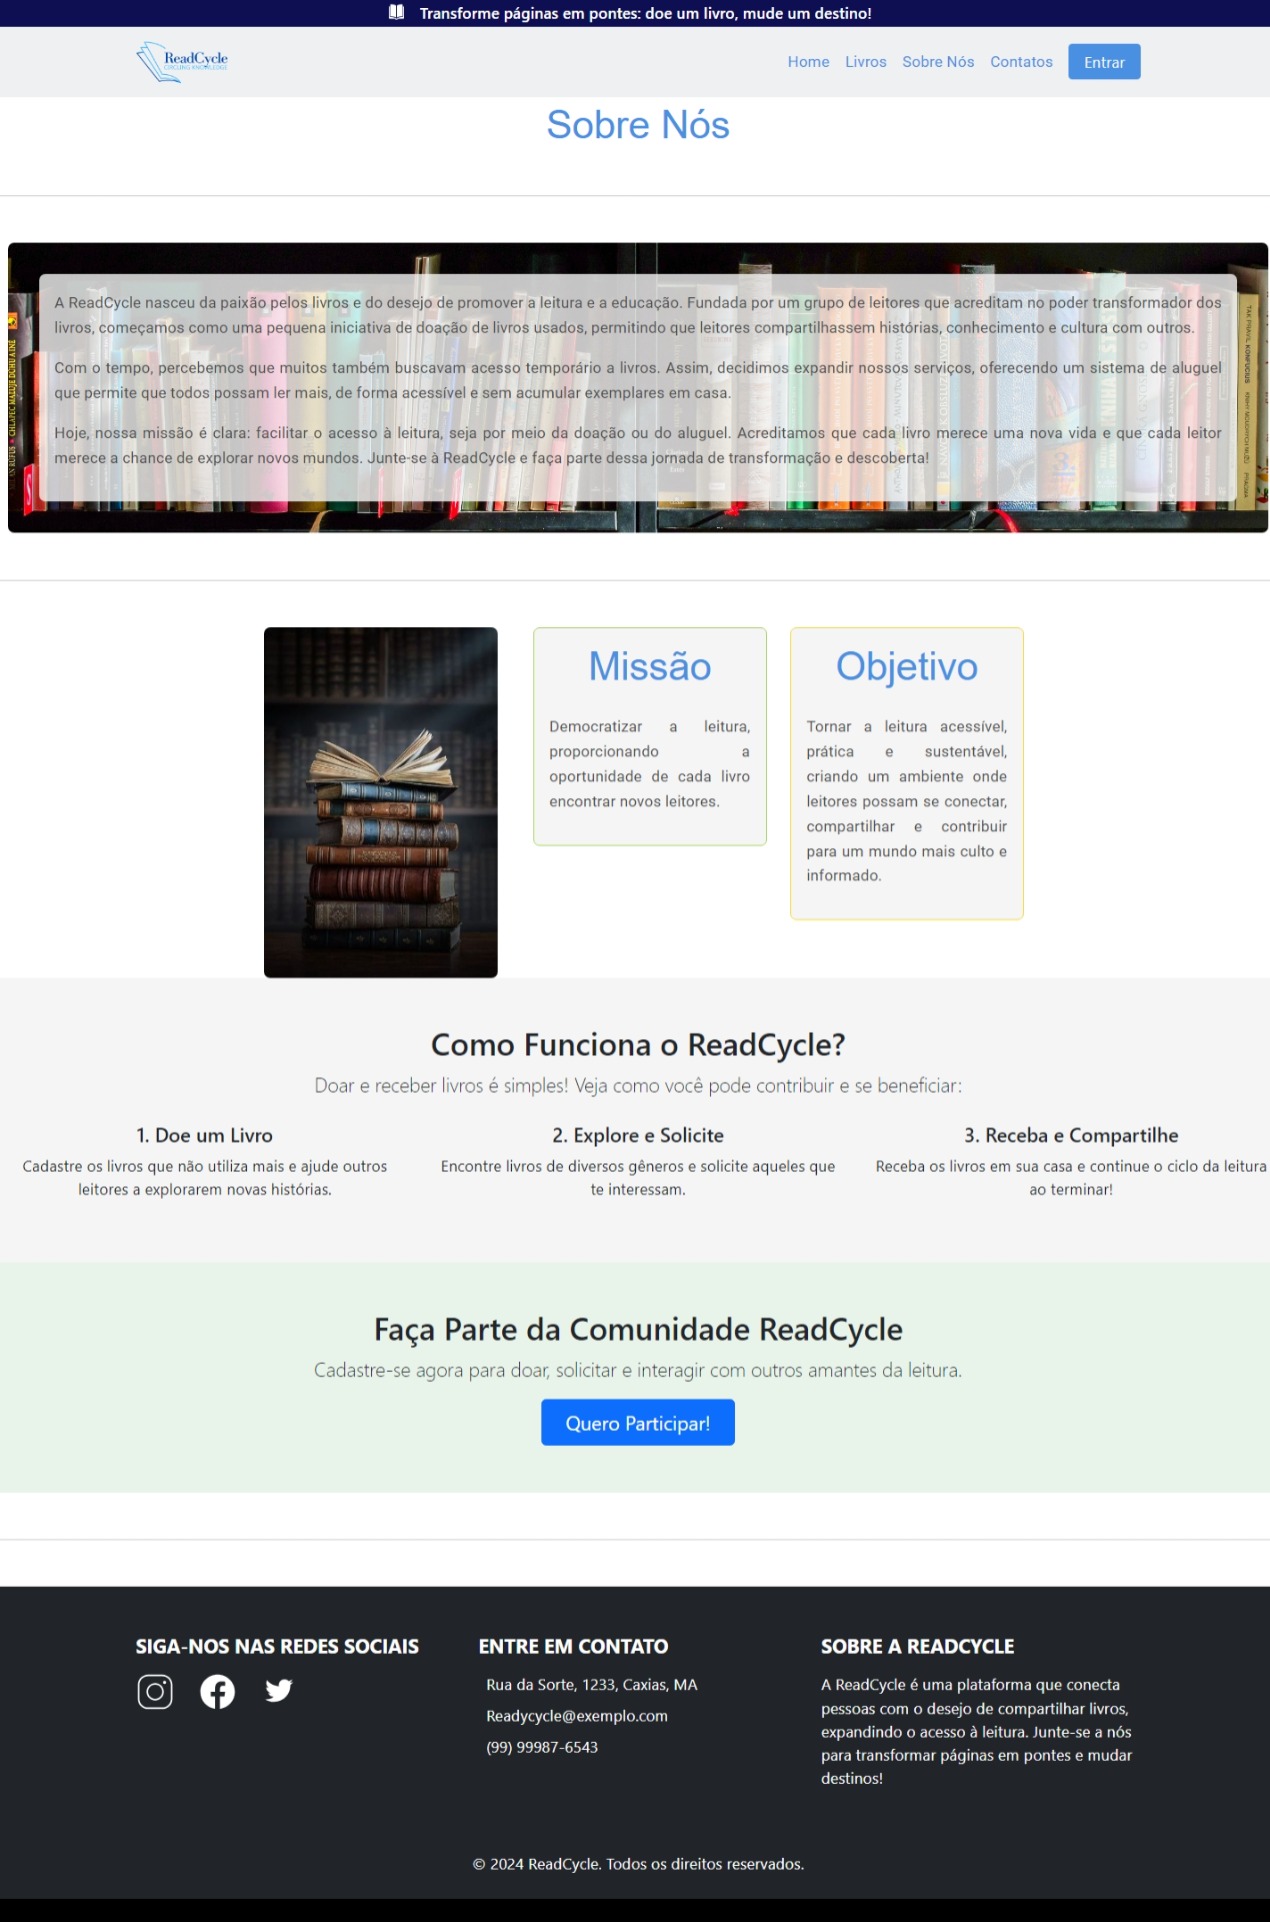 Transforme páginas em pontes: doe um livro, mude um destino!
ReadCycle
CYCLING KNOWLEDGE
Home
Livros
Sobre Nós
Contatos
Entrar
Sobre Nós
A ReadCycle nasceu da paixão pelos livros e do desejo de promover a leitura e a educação. Fundada por um grupo de leitores que acreditam no poder transformador dos
livros, começamos como uma pequena iniciativa de doação de livros usados, permitindo que leitores compartilhassem histórias, conhecimento e cultura com outros.
Com o tempo, percebemos que muitos também buscavam acesso temporário a livros. Assim, decidimos expandir nossos serviços, oferecendo um sistema de aluguel
que permite que todos possam ler mais, de forma acessível e sem acumular exemplares em casa.
Hoje, nossa missão é clara: facilitar o acesso à leitura, seja por meio da doação ou do aluguel. Acreditamos que cada livro merece uma nova vida e que cada leitor
merece a chance de explorar novos mundos. Junte-se à ReadCycle e faça parte dessa jornada de transformação e descoberta!
Missão
Democratizar a leitura,
proporcionando a
oportunidade de cada livro
encontrar novos leitores.
Objetivo
Tornar a leitura acessível,
prática e sustentável,
criando um ambiente onde
leitores possam se conectar,
compartilhar e contribuir
para um mundo mais culto e
informado.
Como Funciona o ReadCycle?
Doar e receber livros é simples! Veja como você pode contribuir e se beneficiar:
1. Doe um Livro
Cadastre os livros que não utiliza mais e ajude outros
leitores a explorarem novas histórias.
2. Explore e Solicite
Encontre livros de diversos gêneros e solicite aqueles que
te interessam.
3. Receba e Compartilhe
Receba os livros em sua casa e continue o ciclo da leitura
ao terminar!
Faça Parte da Comunidade ReadCycle
Cadastre-se agora para doar, solicitar e interagir com outros amantes da leitura.
Quero Participar!
SIGA-NOS NAS REDES SOCIAIS
ENTRE EM CONTATO
Rua da Sorte, 1233, Caxias, MA
Readycycle@exemplo.com
(99) 99987-6543
SOBRE A READCYCLE
A ReadCycle é uma plataforma que conecta
pessoas com o desejo de compartilhar livros,
expandindo o acesso à leitura. Junte-se a nós
para transformar páginas em pontes e mudar
destinos!
© 2024 ReadCycle. Todos os direitos reservados.